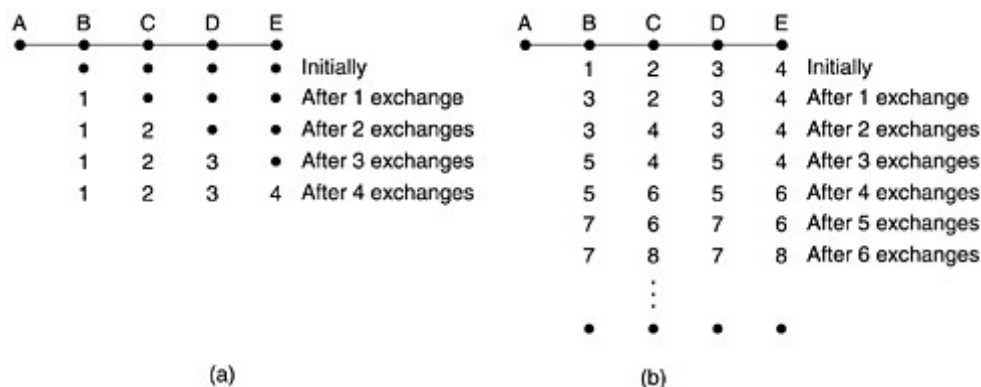 A B C D E
Initially
1 After 1 exchange
1 2 After 2 exchanges
1 2 3 After 3 exchanges
1 2 3 4 After 4 exchanges
(a)
A B C D E
1 2 3 4 Initially
3 2 3 4 After 1 exchange
3 4 3 4 After 2 exchanges
5 4 5 4 After 3 exchanges
5 6 5 6 After 4 exchanges
7 6 7 6 After 5 exchanges
7 8 7 8 After 6 exchanges
(b)